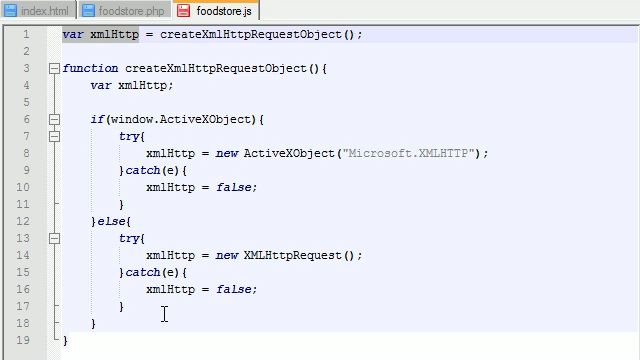 index.html foodstore.php foodstore.js
1 var xmlHttp = createXmlHttpRequestObject();
2
3 function createXmlHttpRequestObject(){
4 var xmlHttp;
5
6 if(window.ActiveXObject){
7 try{
8 xmlHttp = new ActiveXObject("Microsoft.XMLHTTP");
9 }catch(e){
10 xmlHttp = false;
11 }
12 }else{
13 try{
14 xmlHttp = new XMLHttpRequest();
15 }catch(e){
16 xmlHttp = false;
17 }
18 }
19 }